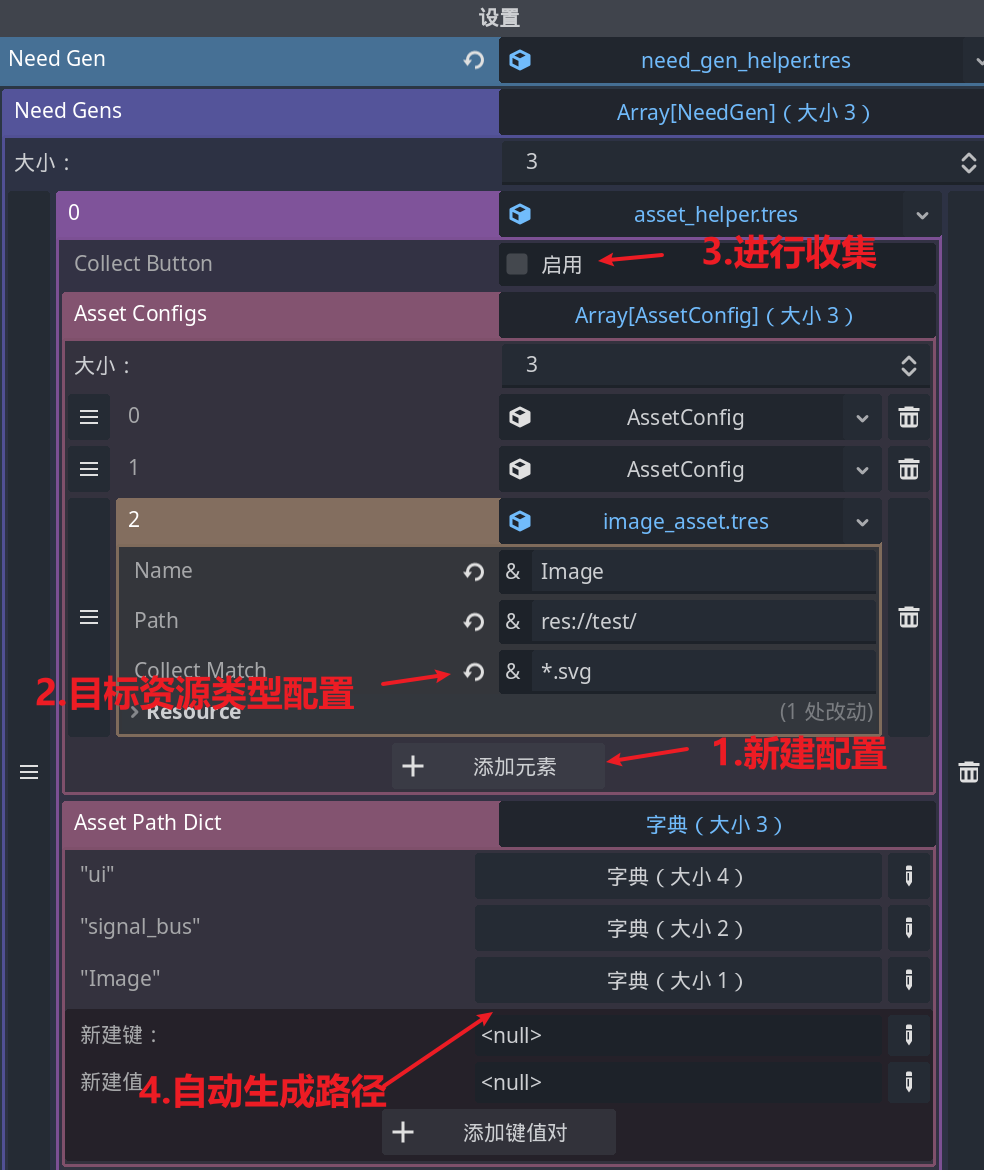 设置
Need Gen
need_gen_helper.tres
Need Gens
Array[NeedGen]（大小 3）
大小：
3
0
asset_helper.tres
Collect Button
启用
3.进行收集
Asset Configs
Array[AssetConfig]（大小 3）
大小：
3
0
AssetConfig
1
AssetConfig
2
image_asset.tres
Name
& Image
Path
& res://test/
Collect Match
& *.svg
2.目标资源类型配置
Resource
(1 处改动)
添加元素
1.新建配置
Asset Path Dict
字典（大小 3）
"ui"
字典（大小 4）
"signal_bus"
字典（大小 2）
"Image"
字典（大小 1）
新建键：
<null>
新建值
<null>
4.自动生成路径
添加键值对